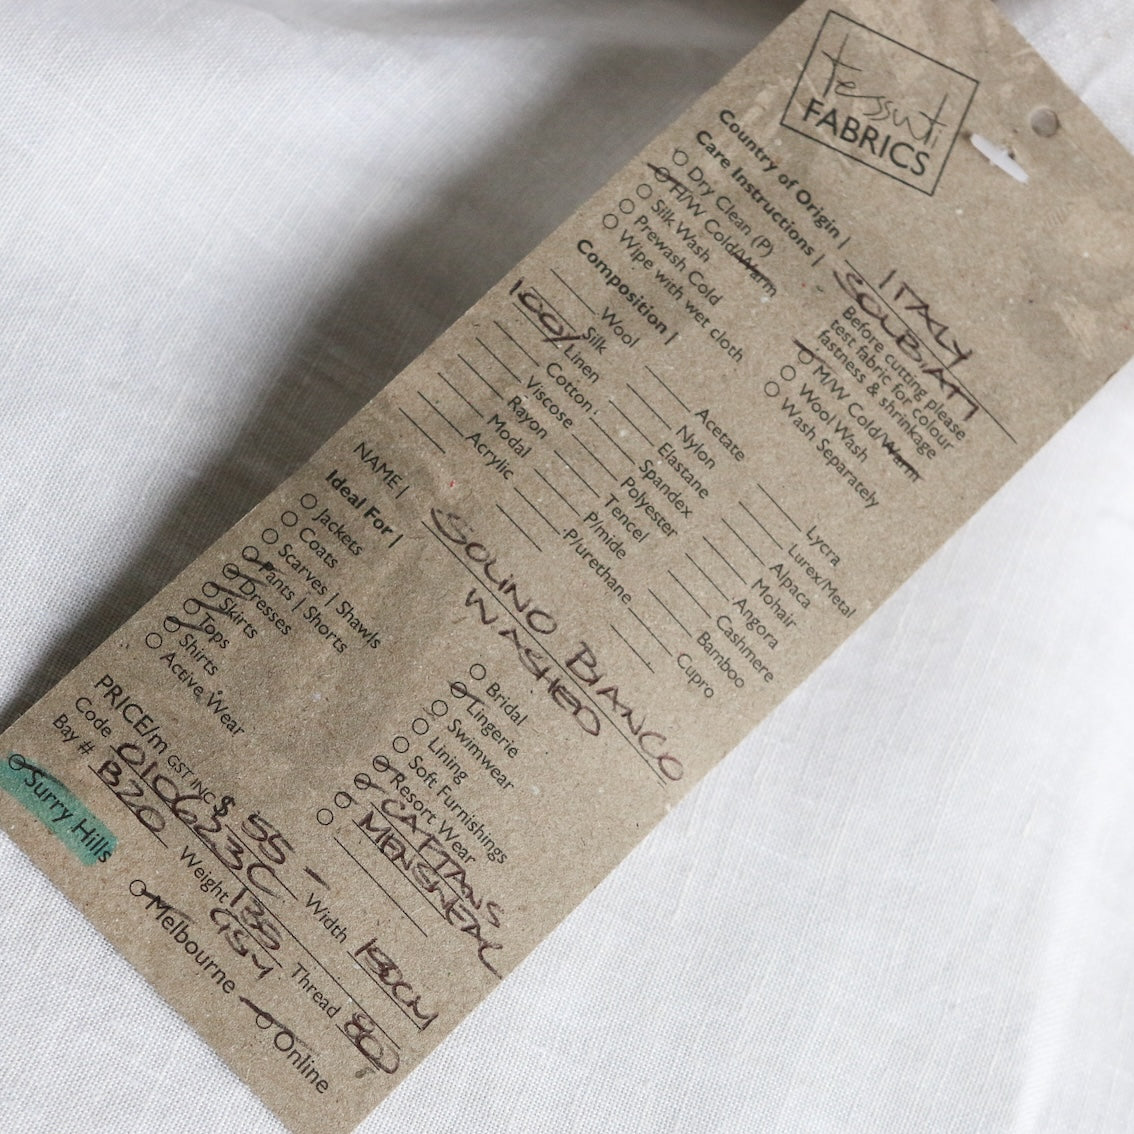 tessuti
FABRICS
Country of Origin | ITALY
SOLBIATI
Care Instructions |
Before cutting please
test fabric for colour
fastness & shrinkage
Dry Clean (P)
H/W Cold/Warm
Silk Wash
Prewash Cold
Wipe with wet cloth
M/W Cold/Warm
Wool Wash
Wash Separately
Composition |
Wool
Silk
100% Linen
Cotton
Viscose
Rayon
Modal
Acrylic
Acetate
Nylon
Elastane
Spandex
Polyester
Tencel
P/mide
P/urethane
Lycra
Lurex/Metal
Alpaca
Mohair
Angora
Cashmere
Bamboo
Cupro
NAME | SOLINO BIANCO
WASHED
Ideal For |
Jackets
Coats
Scarves | Shawls
Pants | Shorts
Dresses
Skirts
Tops
Shirts
Active Wear
Bridal
Lingerie
Swimwear
Lining
Soft Furnishings
Resort Wear
CAFTANS
MENSWEAR
PRICE/m GST INC $ 55 - Width 150CM
Code 0106223C Weight 135 GSM Thread 80
Bay # B20
Surry Hills Melbourne Online